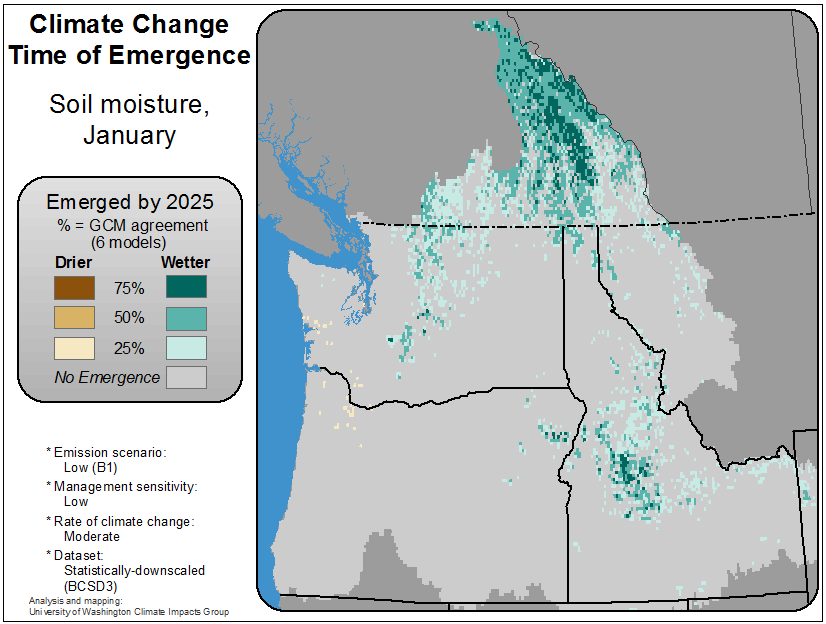 Climate Change
Time of Emergence
Soil moisture,
January
Emerged by 2025
% = GCM agreement
(6 models)
Drier Wetter
75%
50%
25%
No Emergence
* Emission scenario:
Low (B1)
* Management sensitivity:
Low
* Rate of climate change:
Moderate
* Dataset:
Statistically-downscaled
(BCSD3)
Analysis and mapping:
University of Washington Climate Impacts Group